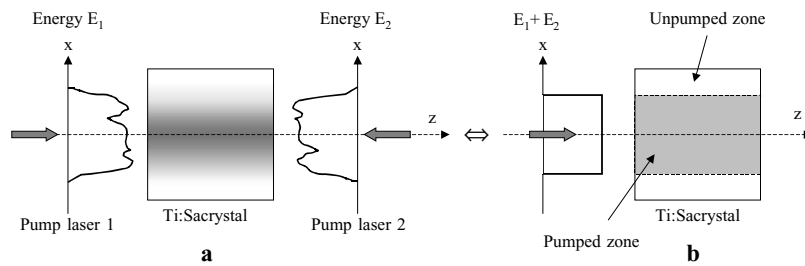 Energy E1
x
Pump laser 1
Ti:Sacrystal
a
Energy E2
x
z
Pump laser 2
⇔
E1+ E2
x
Unpumped zone
z
Ti:Sacrystal
Pumped zone
b